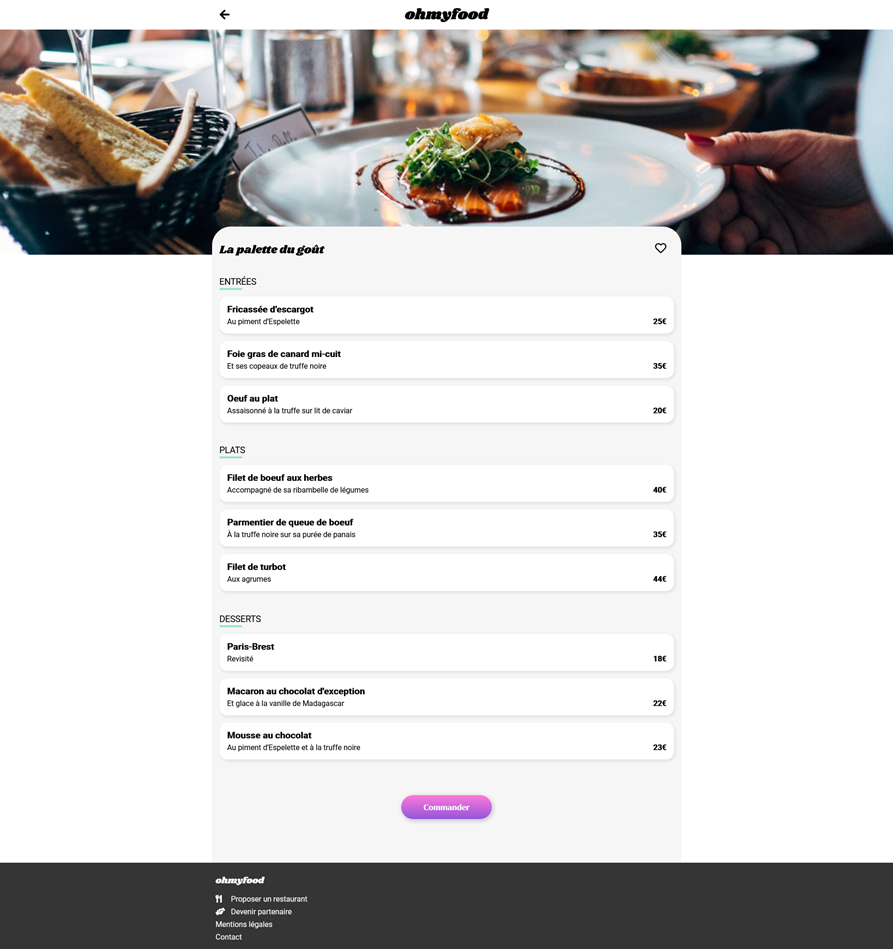 ohmyfood
La palette du goût
ENTRÉES
Fricassée d'escargot
Au piment d'Espelette
25€
Foie gras de canard mi-cuit
Et ses copeaux de truffe noire
35€
Oeuf au plat
Assaisonné à la truffe sur lit de caviar
20€
PLATS
Filet de boeuf aux herbes
Accompagné de sa ribambelle de légumes
40€
Parmentier de queue de boeuf
À la truffe noire sur sa purée de panais
35€
Filet de turbot
Aux agrumes
44€
DESSERTS
Paris-Brest
Revisité
18€
Macaron au chocolat d'exception
Et glace à la vanille de Madagascar
22€
Mousse au chocolat
Au piment d'Espelette et à la truffe noire
23€
Commander
ohmyfood
Proposer un restaurant
Devenir partenaire
Mentions légales
Contact